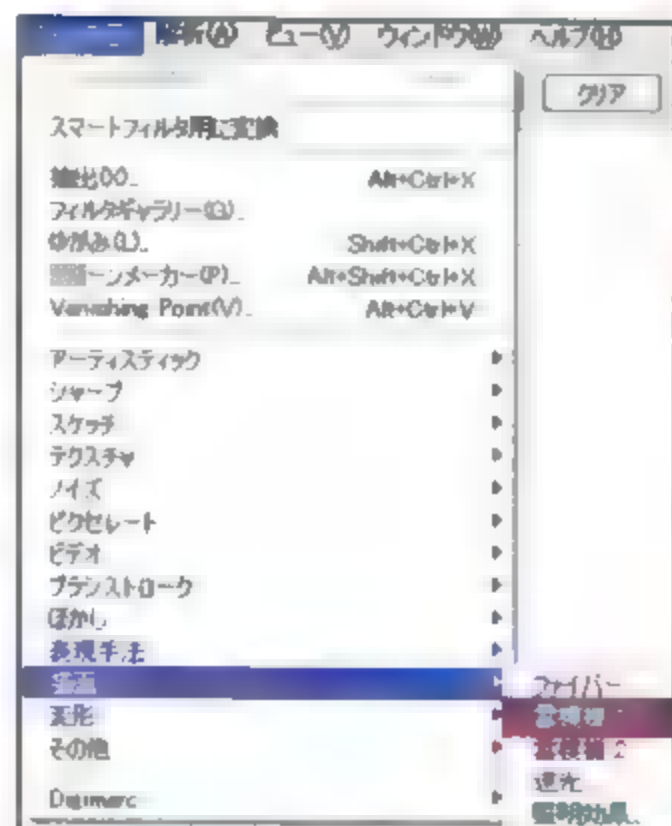 解析(A) ビュー(V) ウィンドウ(W) ヘルプ(H)
クリア
スマートフィルタ用に変換
抽出(X)... Alt+Ctrl+X
フィルタギャラリー(G)...
ゆがみ(L)... Shift+Ctrl+X
ーンメーカー(P)... Alt+Shift+Ctrl+X
Vanishing Point(V)... Alt+Ctrl+V
アーティスティック
シャープ
スケッチ
テクスチャ
ノイズ
ピクセレート
ビデオ
ブラシストローク
ぼかし
表現手法
描画
変形
その他
Digimarc
ファイバー
雲模様 1
雲模様 2
逆光
照明効果...